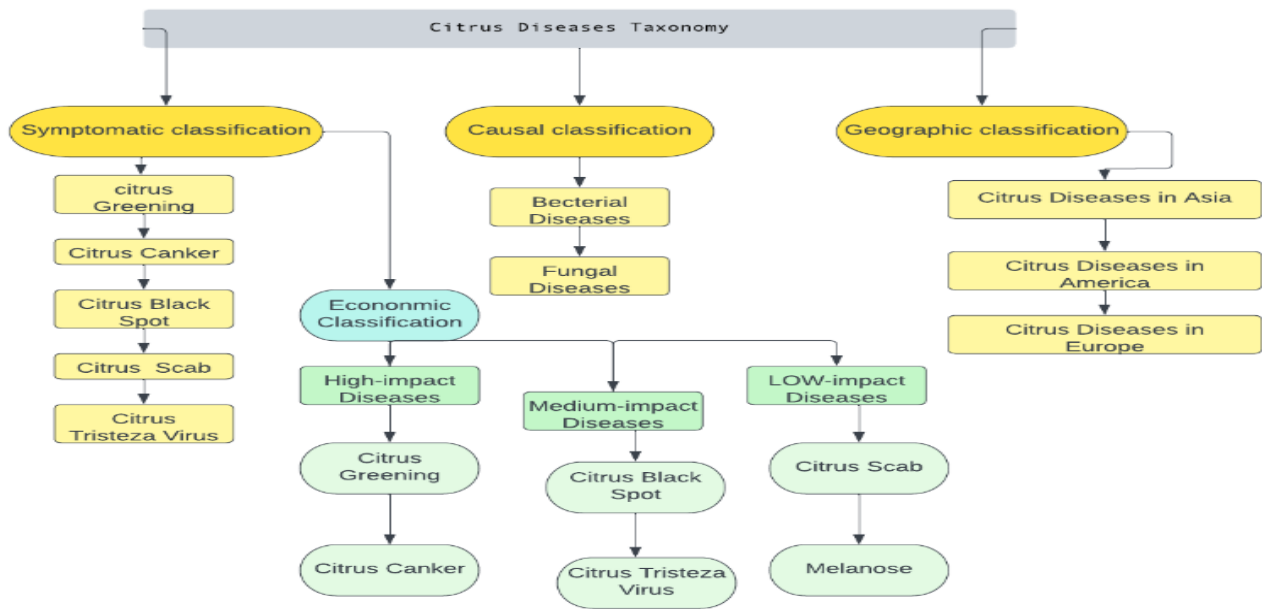 Citrus Diseases Taxonomy
Symptomatic classification
Causal classification
Geographic classification
citrus
Greening
Citrus Canker
Citrus Black
Spot
Citrus Scab
Citrus
Tristeza Virus
Becterial
Diseases
Fungal
Diseases
Citrus Diseases in Asia
Citrus Diseases in
America
Citrus Diseases in
Europe
Econonmic
Classification
High-impact
Diseases
Medium-impact
Diseases
LOW-impact
Diseases
Citrus
Greening
Citrus Canker
Citrus Black
Spot
Citrus Tristeza
Virus
Citrus Scab
Melanose